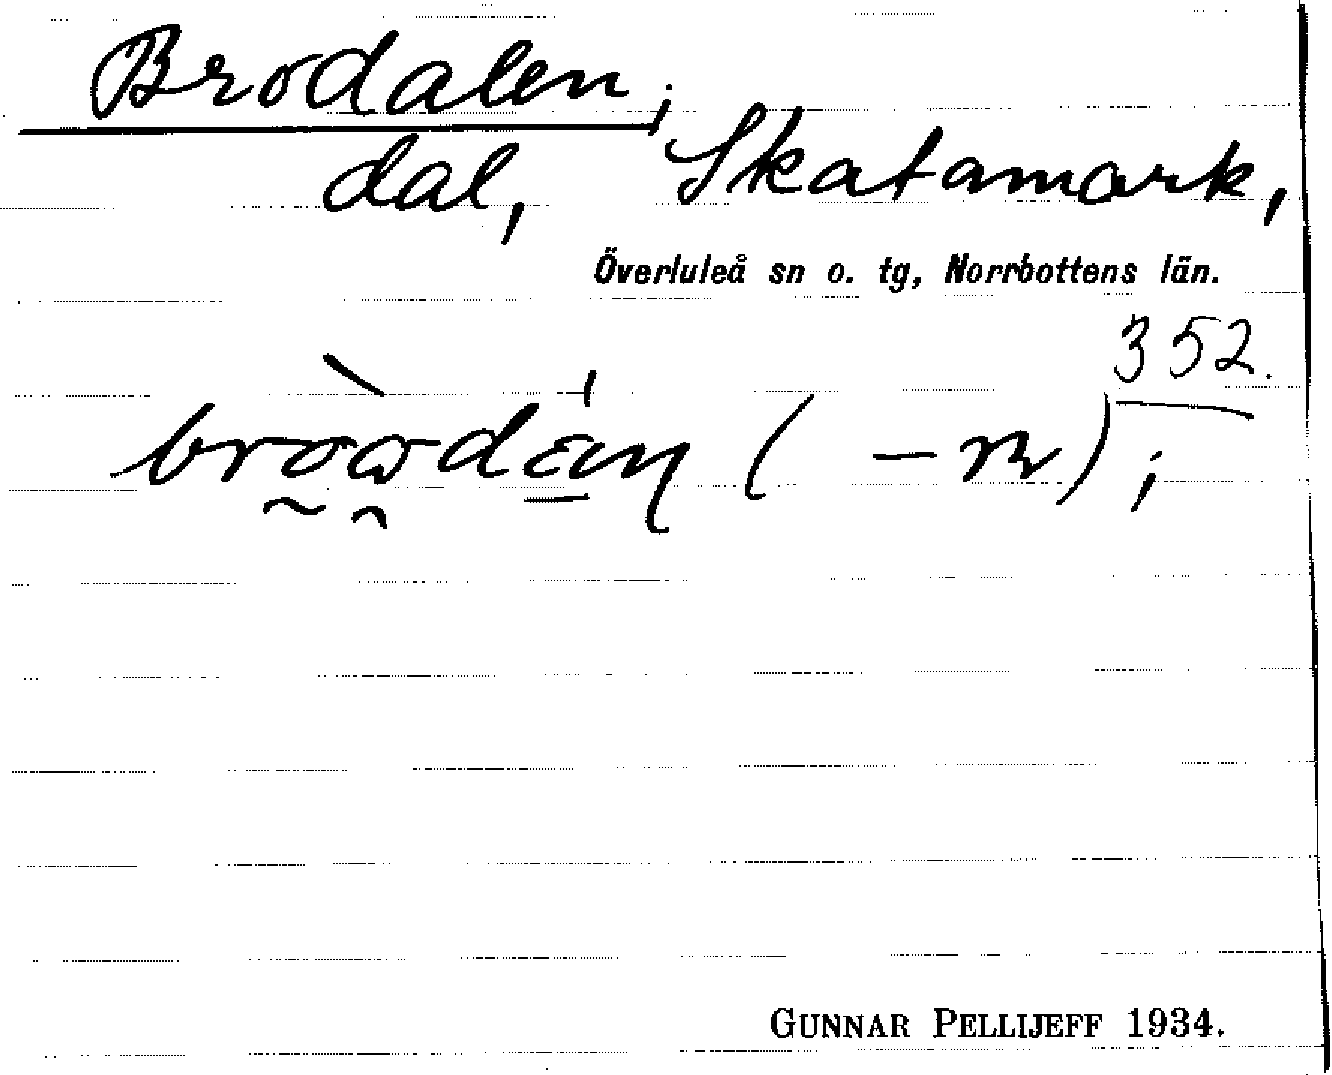 Brodalen;
dal, Skatamark,
Överluleå sn o. tg, Norrbottens län.
352.
(-n);
GUNNAR PELLIJEFF 1934.